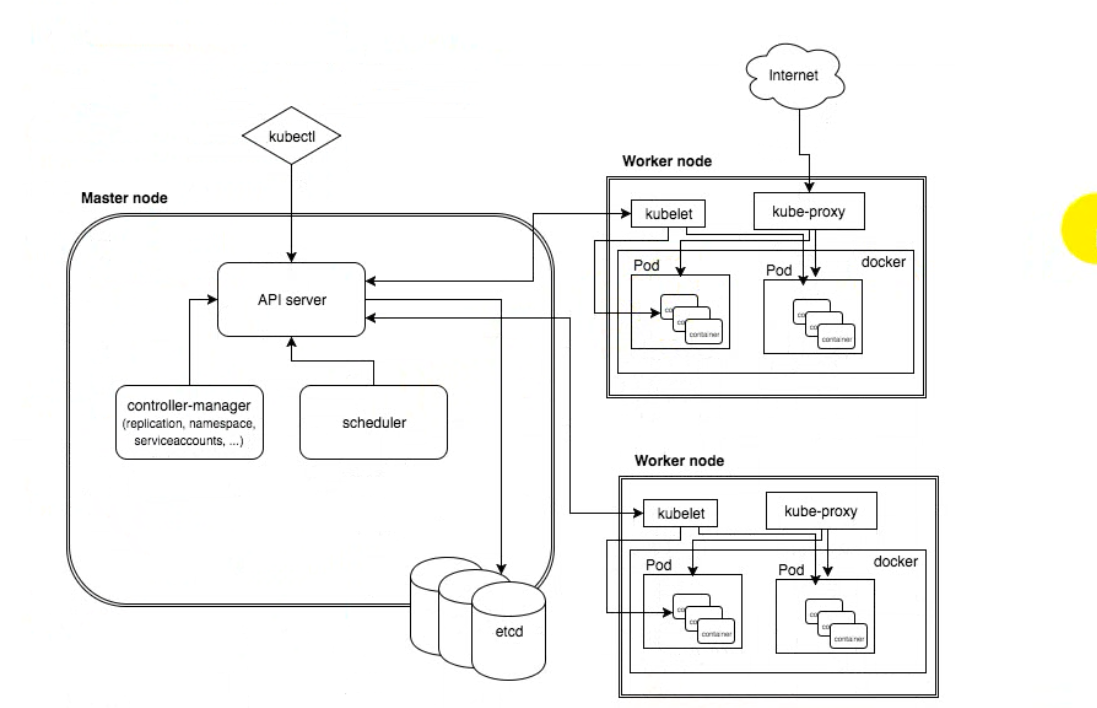 Internet
kubectl
Worker node
Master node
kubelet
kube-proxy
docker
Pod
Pod
API server
container
container
controller-manager
(replication, namespace,
serviceaccounts, ...)
scheduler
Worker node
kubelet
kube-proxy
docker
Pod
Pod
container
container
etcd